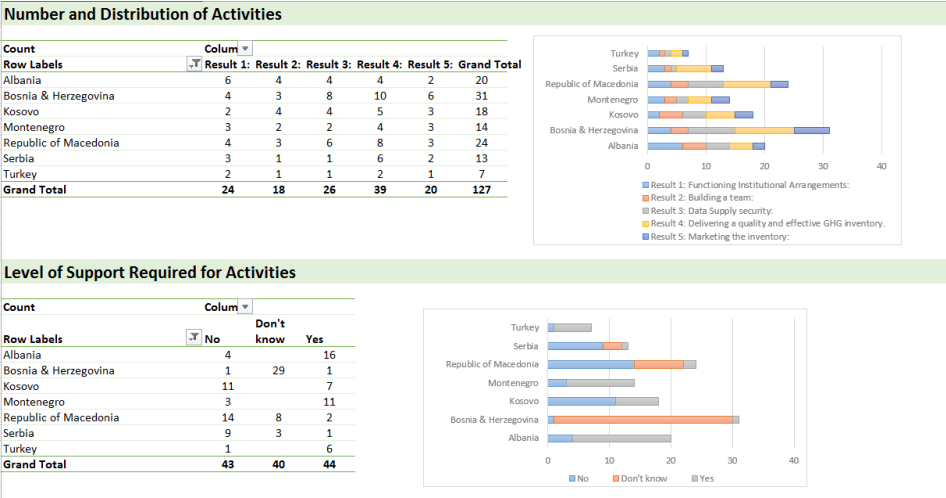 Number and Distribution of Activities
Count Colum
Row Labels Result 1: Result 2: Result 3: Result 4: Result 5: Grand Total
Albania 6 4 4 4 2 20
Bosnia & Herzegovina 4 3 8 10 6 31
Kosovo 2 4 4 5 3 18
Montenegro 3 2 2 4 3 14
Republic of Macedonia 4 3 6 8 3 24
Serbia 3 1 1 6 2 13
Turkey 2 1 1 2 1 7
Grand Total 24 18 26 39 20 127
Turkey
Serbia
Republic of Macedonia
Montenegro
Kosovo
Bosnia & Herzegovina
Albania
0 10 20 30 40
Result 1: Functioning Institutional Arrangements:
Result 2: Building a team:
Result 3: Data Supply security:
Result 4: Delivering a quality and effective GHG inventory.
Result 5: Marketing the inventory:
Level of Support Required for Activities
Count Colum
Row Labels No Don't know Yes
Albania 4 16
Bosnia & Herzegovina 1 29 1
Kosovo 11 7
Montenegro 3 11
Republic of Macedonia 14 8 2
Serbia 9 3 1
Turkey 1 6
Grand Total 43 40 44
Turkey
Serbia
Republic of Macedonia
Montenegro
Kosovo
Bosnia & Herzegovina
Albania
0 10 20 30 40
No Don't know Yes